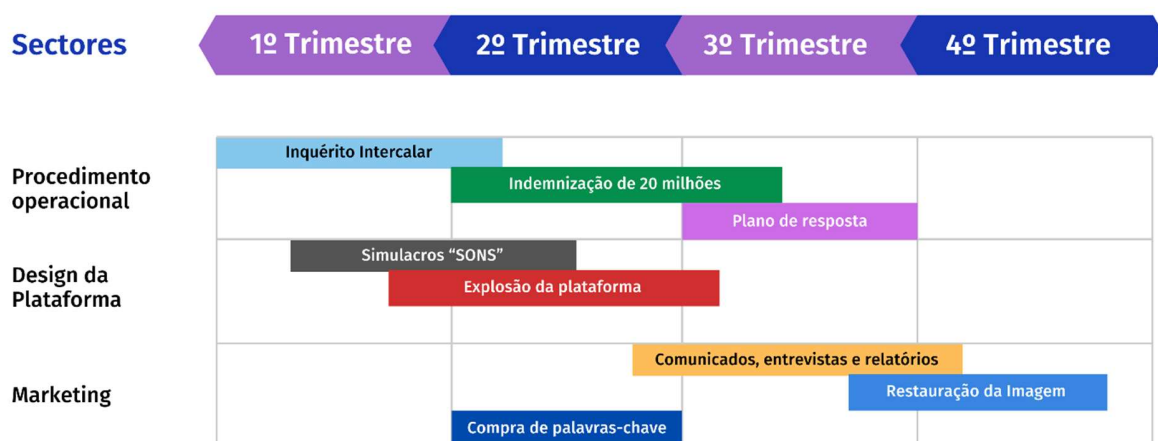 Sectores
1º Trimestre
2º Trimestre
3º Trimestre
4º Trimestre
Procedimento
operacional
Inquérito Intercalar
Indemnização de 20 milhões
Plano de resposta
Design da
Plataforma
Simulacros “SONS”
Explosão da plataforma
Marketing
Comunicados, entrevistas e relatórios
Restauração da Imagem
Compra de palavras-chave